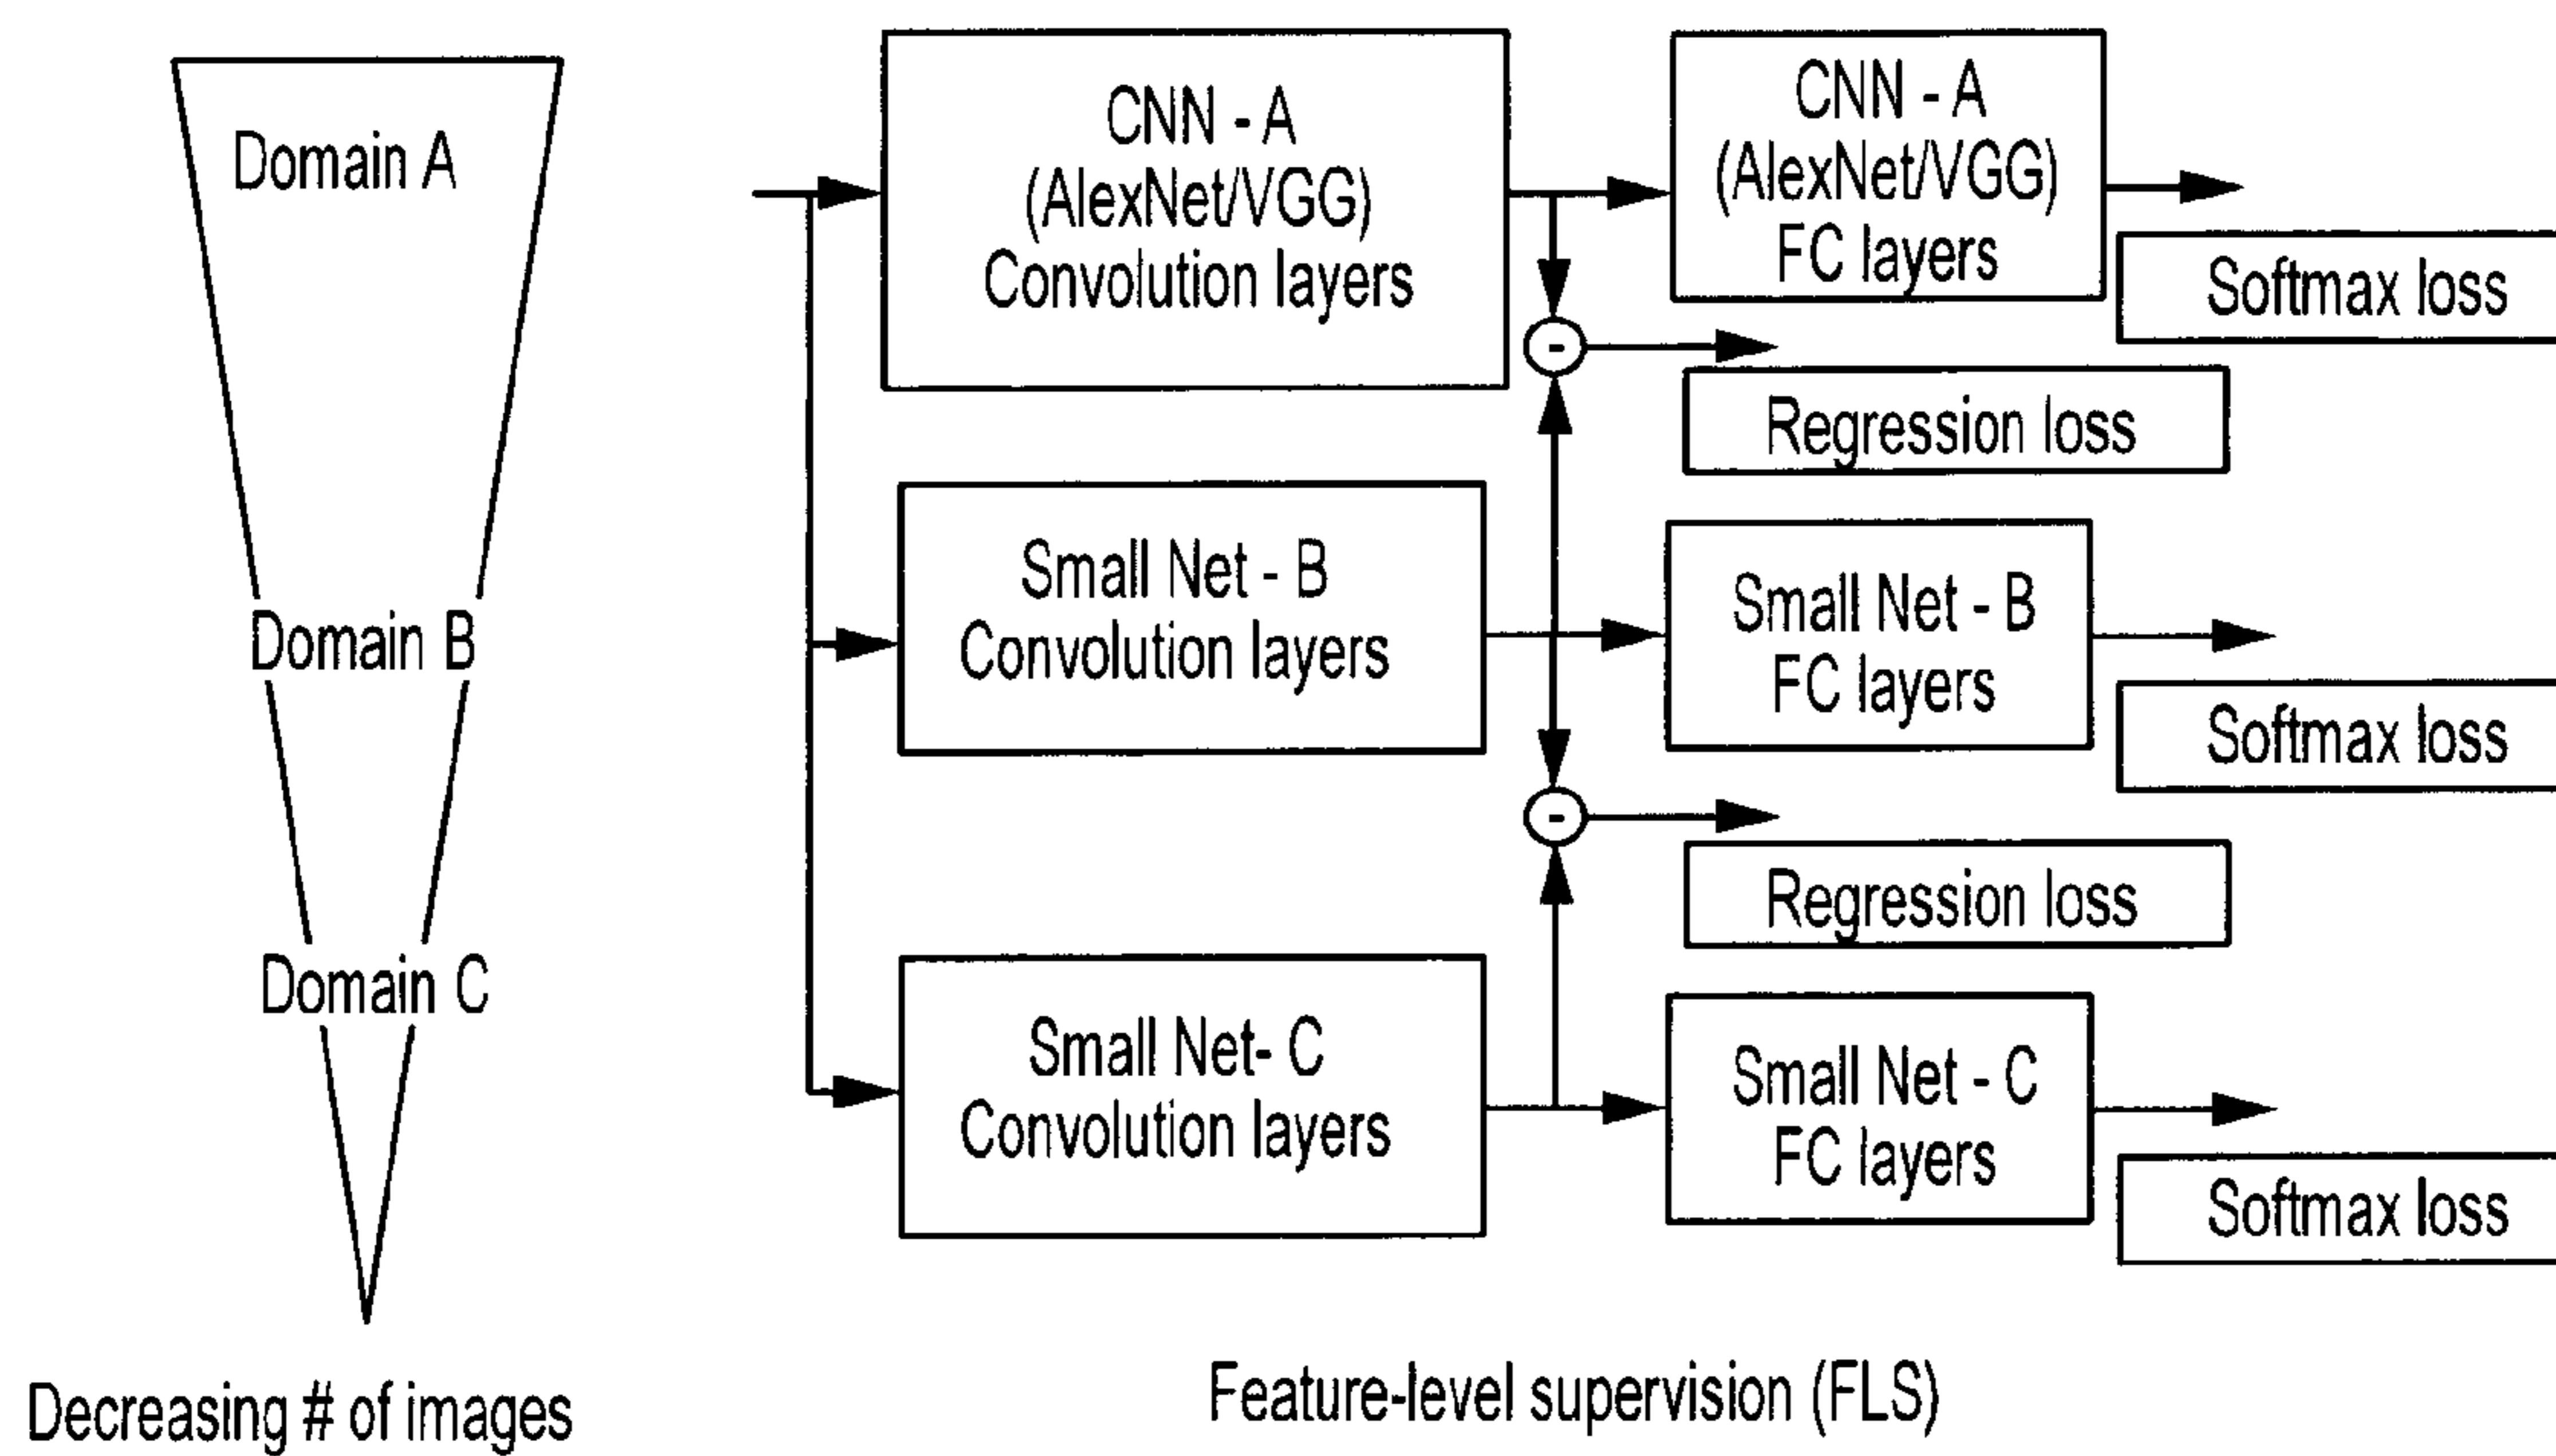 Domain A
Domain B
Domain C
Decreasing # of images
CNN - A
(AlexNet/VGG)
Convolution layers
CNN - A
(AlexNet/VGG)
FC layers
Softmax loss
-
Regression loss
Small Net - B
Convolution layers
Small Net - B
FC layers
Softmax loss
-
Regression loss
Small Net- C
Convolution layers
Small Net - C
FC layers
Softmax loss
Feature-level supervision (FLS)